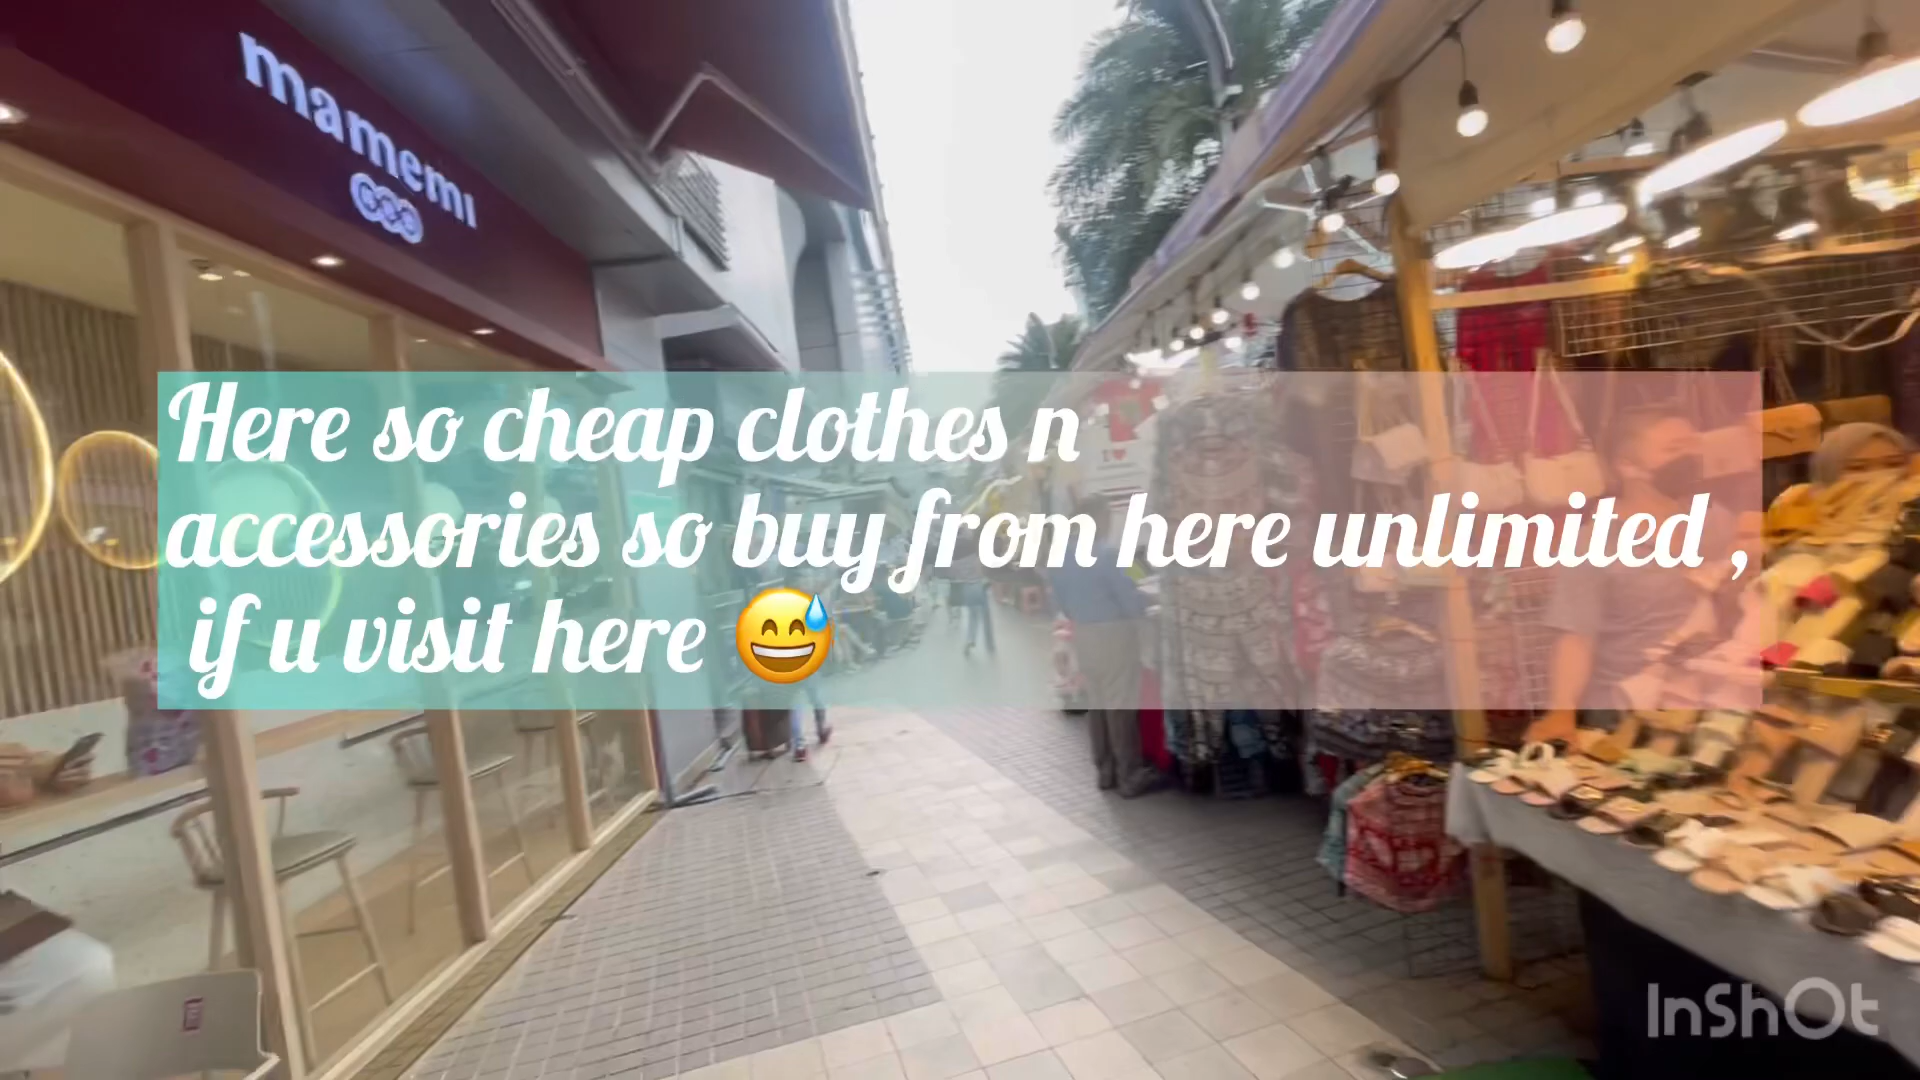 mamemi
Here so cheap clothes n
accessories so buy from here unlimited ,
if u visit here 😅
InShOt